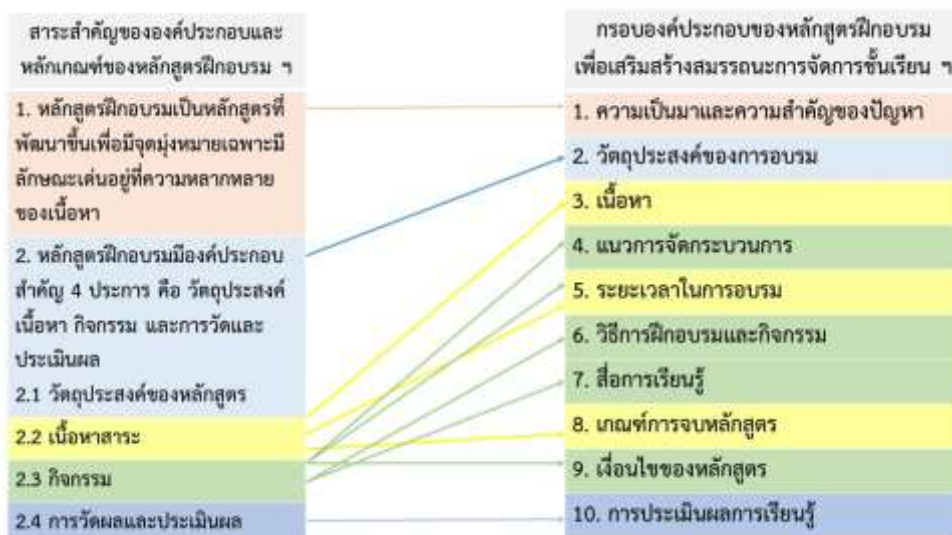 สาระสำคัญขององค์ประกอบและ
หลักเกณฑ์ของหลักสูตรฝึกอบรม ฯ
1. หลักสูตรฝึกอบรมเป็นหลักสูตรที่
พัฒนาขึ้นเพื่อมีจุดมุ่งหมายเฉพาะมี
ลักษณะเด่นอยู่ที่ความหลากหลาย
ของเนื้อหา
2. หลักสูตรฝึกอบรมมีองค์ประกอบ
สำคัญ 4 ประการ คือ วัตถุประสงค์
เนื้อหา กิจกรรม และการวัดและ
ประเมินผล
2.1 วัตถุประสงค์ของหลักสูตร
2.2 เนื้อหาสาระ
2.3 กิจกรรม
2.4 การวัดผลและประเมินผล
กรอบองค์ประกอบของหลักสูตรฝึกอบรม
เพื่อเสริมสร้างสมรรถนะการจัดการชั้นเรียน ฯ
1. ความเป็นมาและความสำคัญของปัญหา
2. วัตถุประสงค์ของการอบรม
3. เนื้อหา
4. แนวการจัดกระบวนการ
5. ระยะเวลาในการอบรม
6. วิธีการฝึกอบรมและกิจกรรม
7. สื่อการเรียนรู้
8. เกณฑ์การจบหลักสูตร
9. เงื่อนไขของหลักสูตร
10. การประเมินผลการเรียนรู้